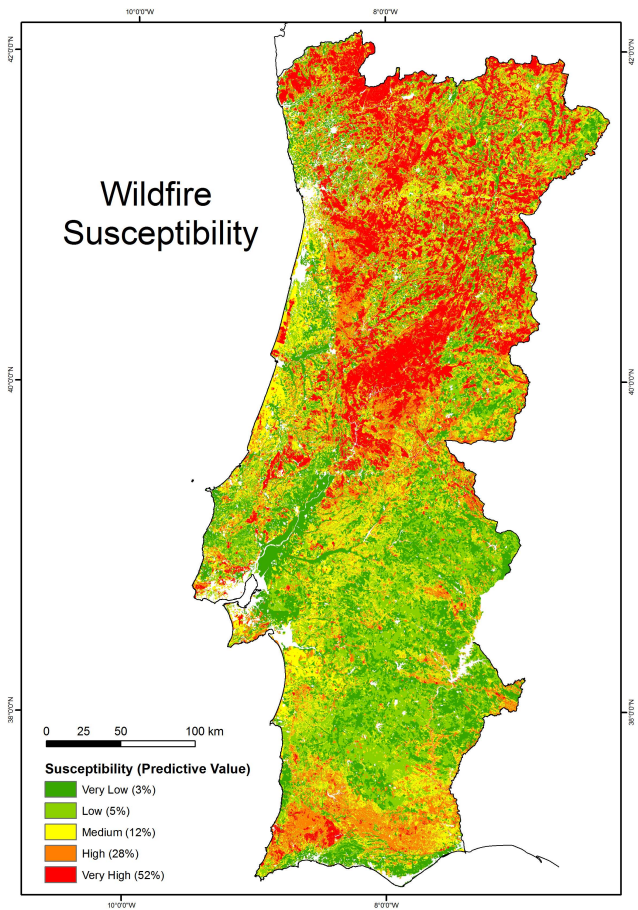 10°0'0"W 8°0'0"W
42°0'0"N 42°0'0"N
Wildfire
Susceptibility
40°0'0"N 40°0'0"N
38°0'0"N 38°0'0"N
0 25 50 100 km
Susceptibility (Predictive Value)
Very Low (3%)
Low (5%)
Medium (12%)
High (28%)
Very High (52%)
10°0'0"W 8°0'0"W